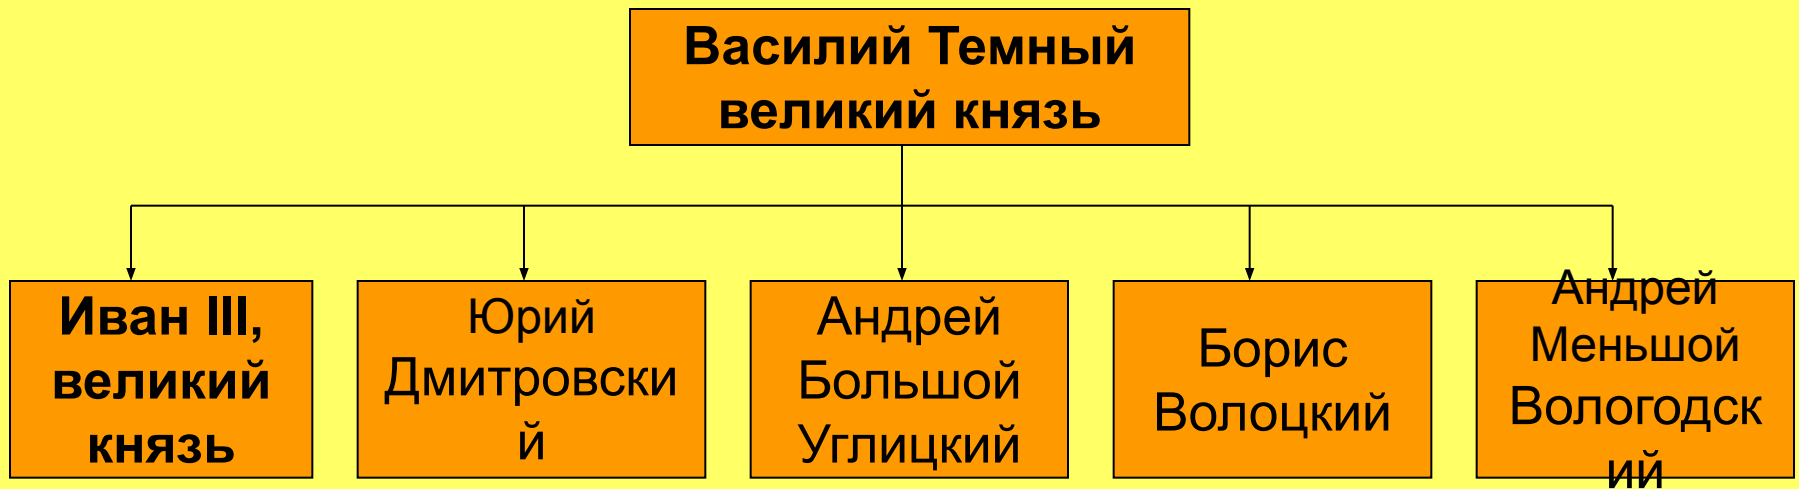 Василий Темный
великий князь
Иван III,
великий
князь
Юрий
Дмитровски
й
Андрей
Большой
Углицкий
Борис
Волоцкий
Андрей
Меньшой
Вологодск
ий